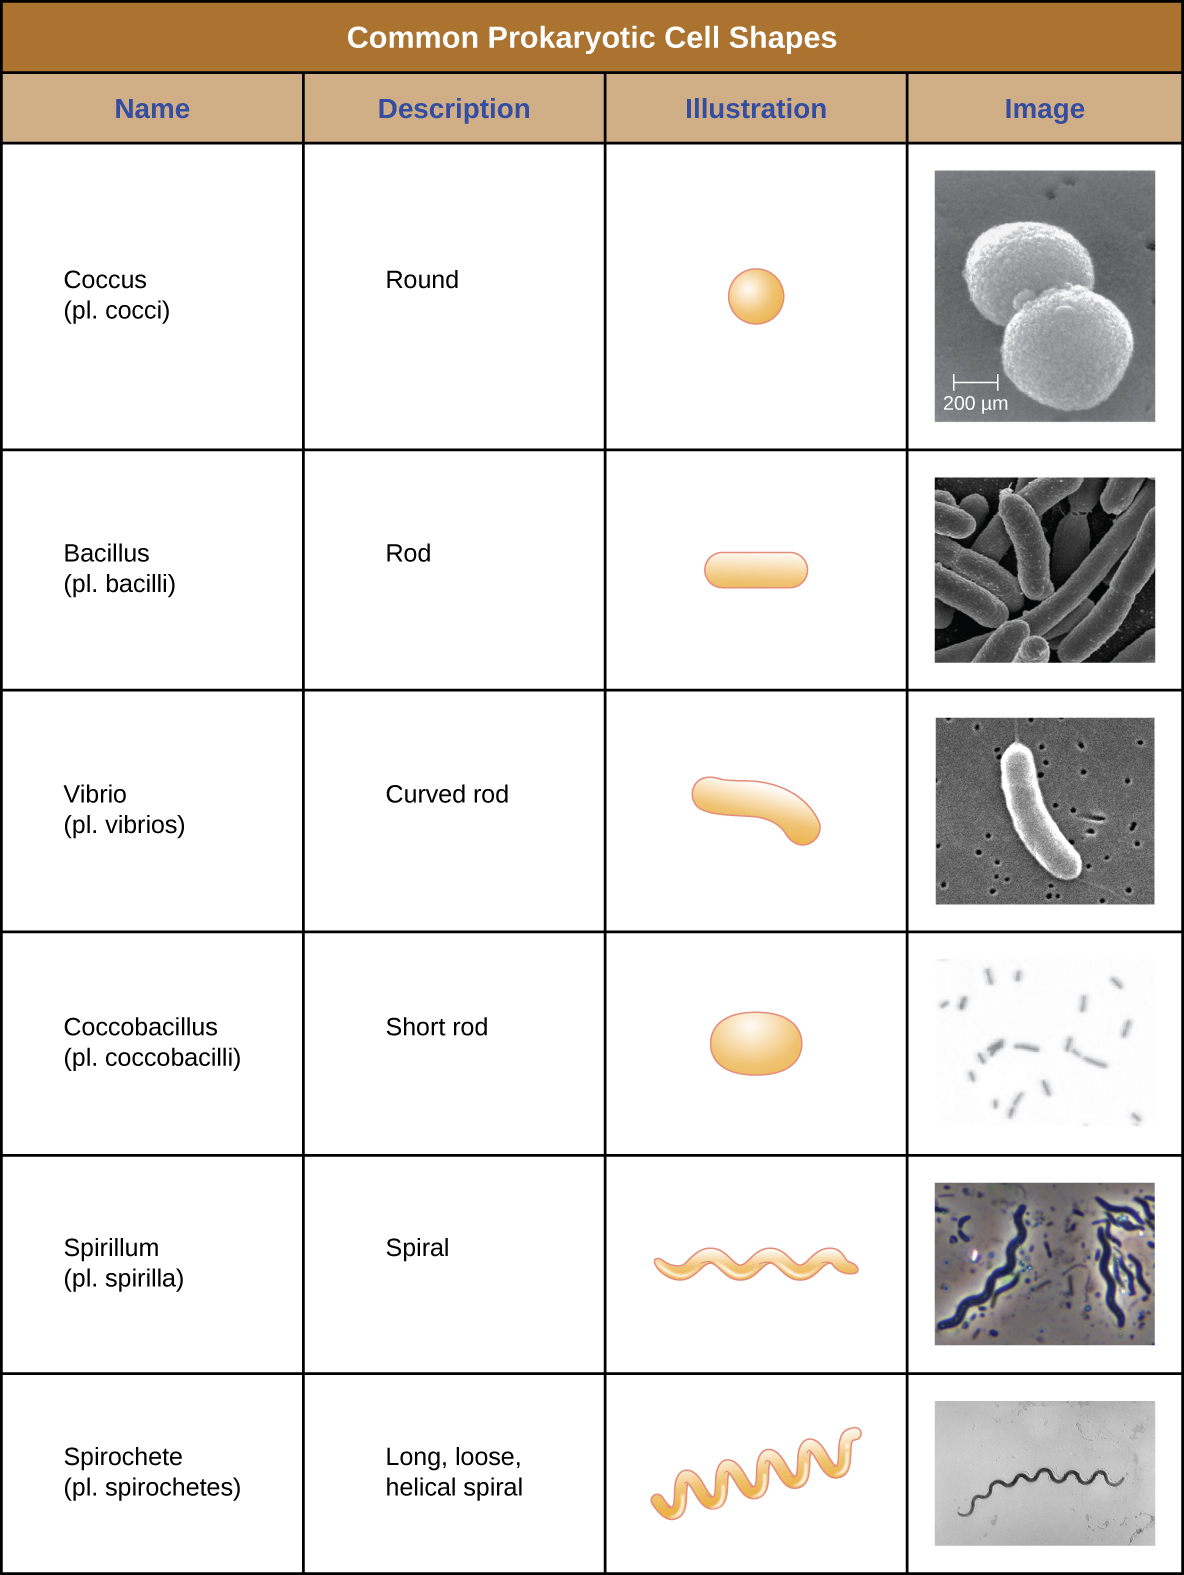 Common Prokaryotic Cell Shapes
Name
Description
Illustration
Image
Coccus
(pl. cocci)
Round
200 µm
Bacillus
(pl. bacilli)
Rod
Vibrio
(pl. vibrios)
Curved rod
Coccobacillus
(pl. coccobacilli)
Short rod
Spirillum
(pl. spirilla)
Spiral
Spirochete
(pl. spirochetes)
Long, loose,
helical spiral